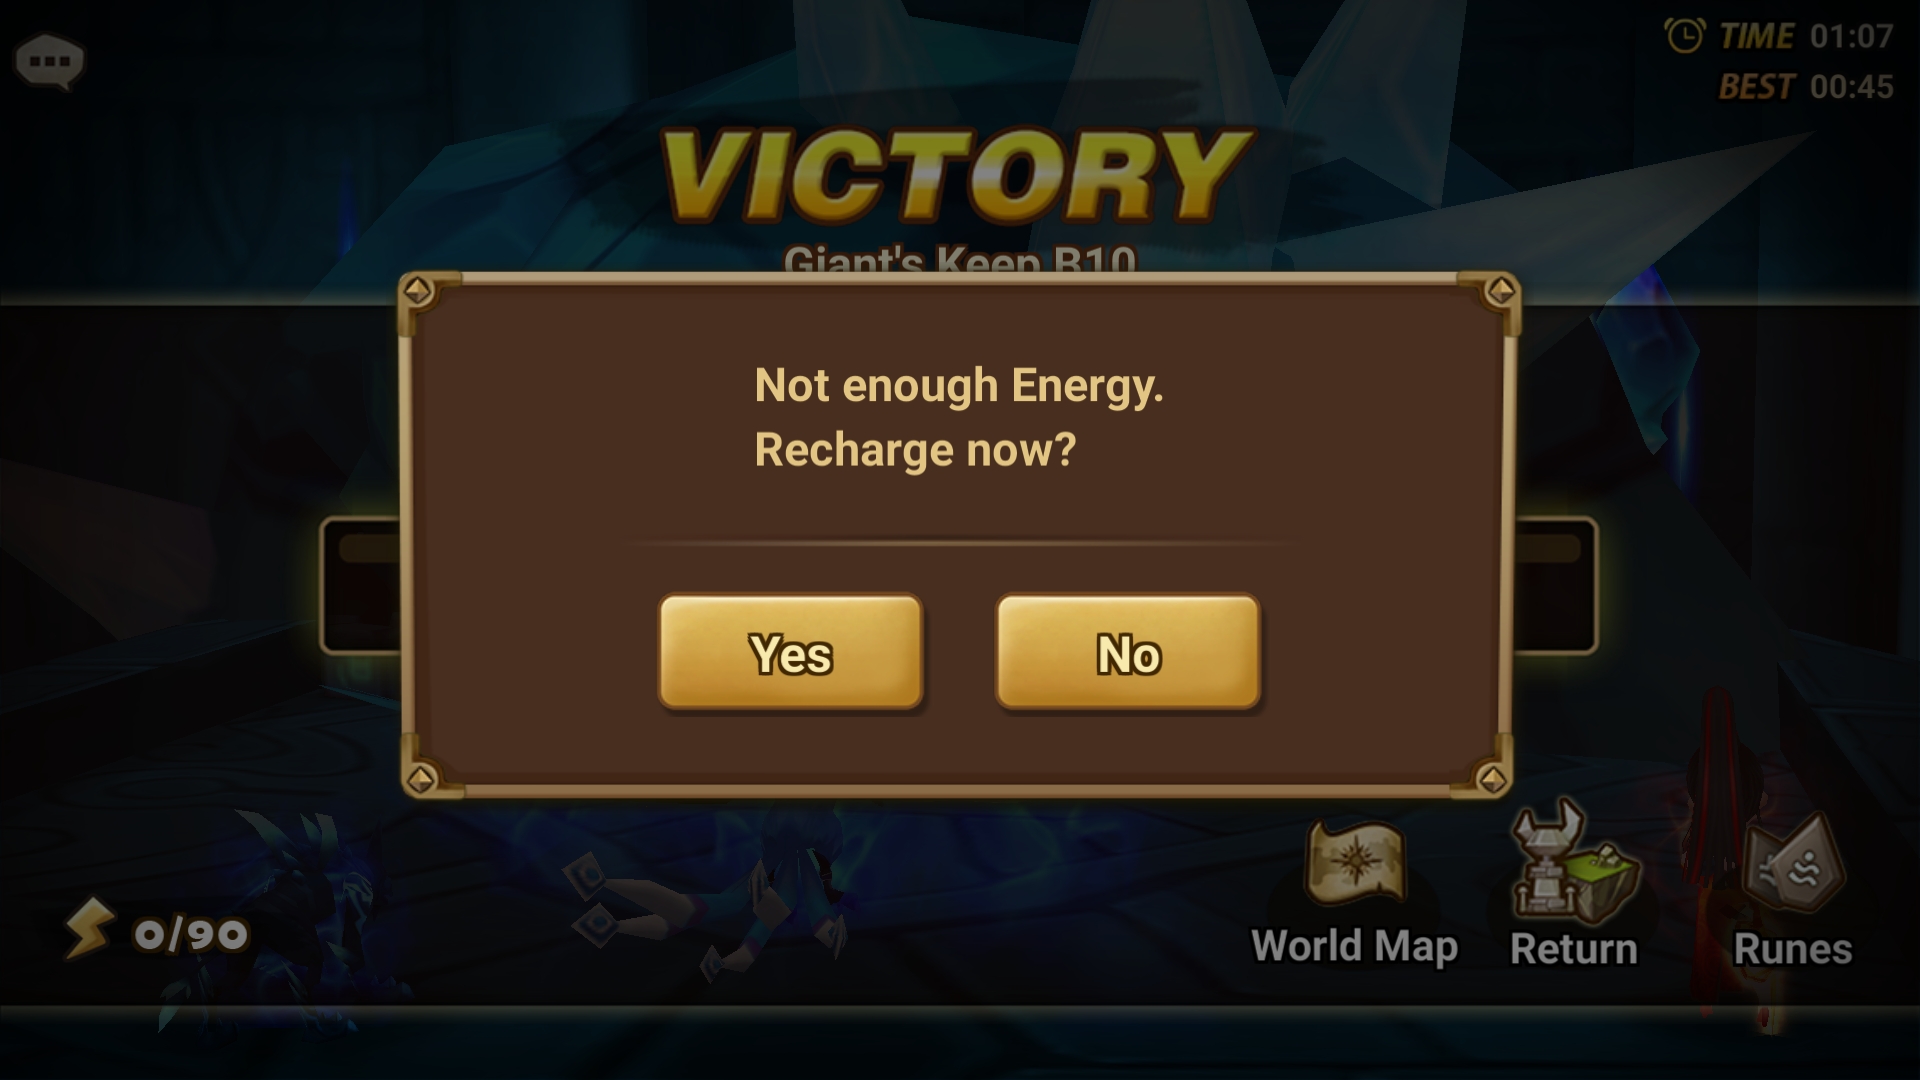 TIME 01:07
BEST 00:45
VICTORY
Giant's Keep B10
Not enough Energy.
Recharge now?
Yes
No
0/90
World Map
Return
Runes